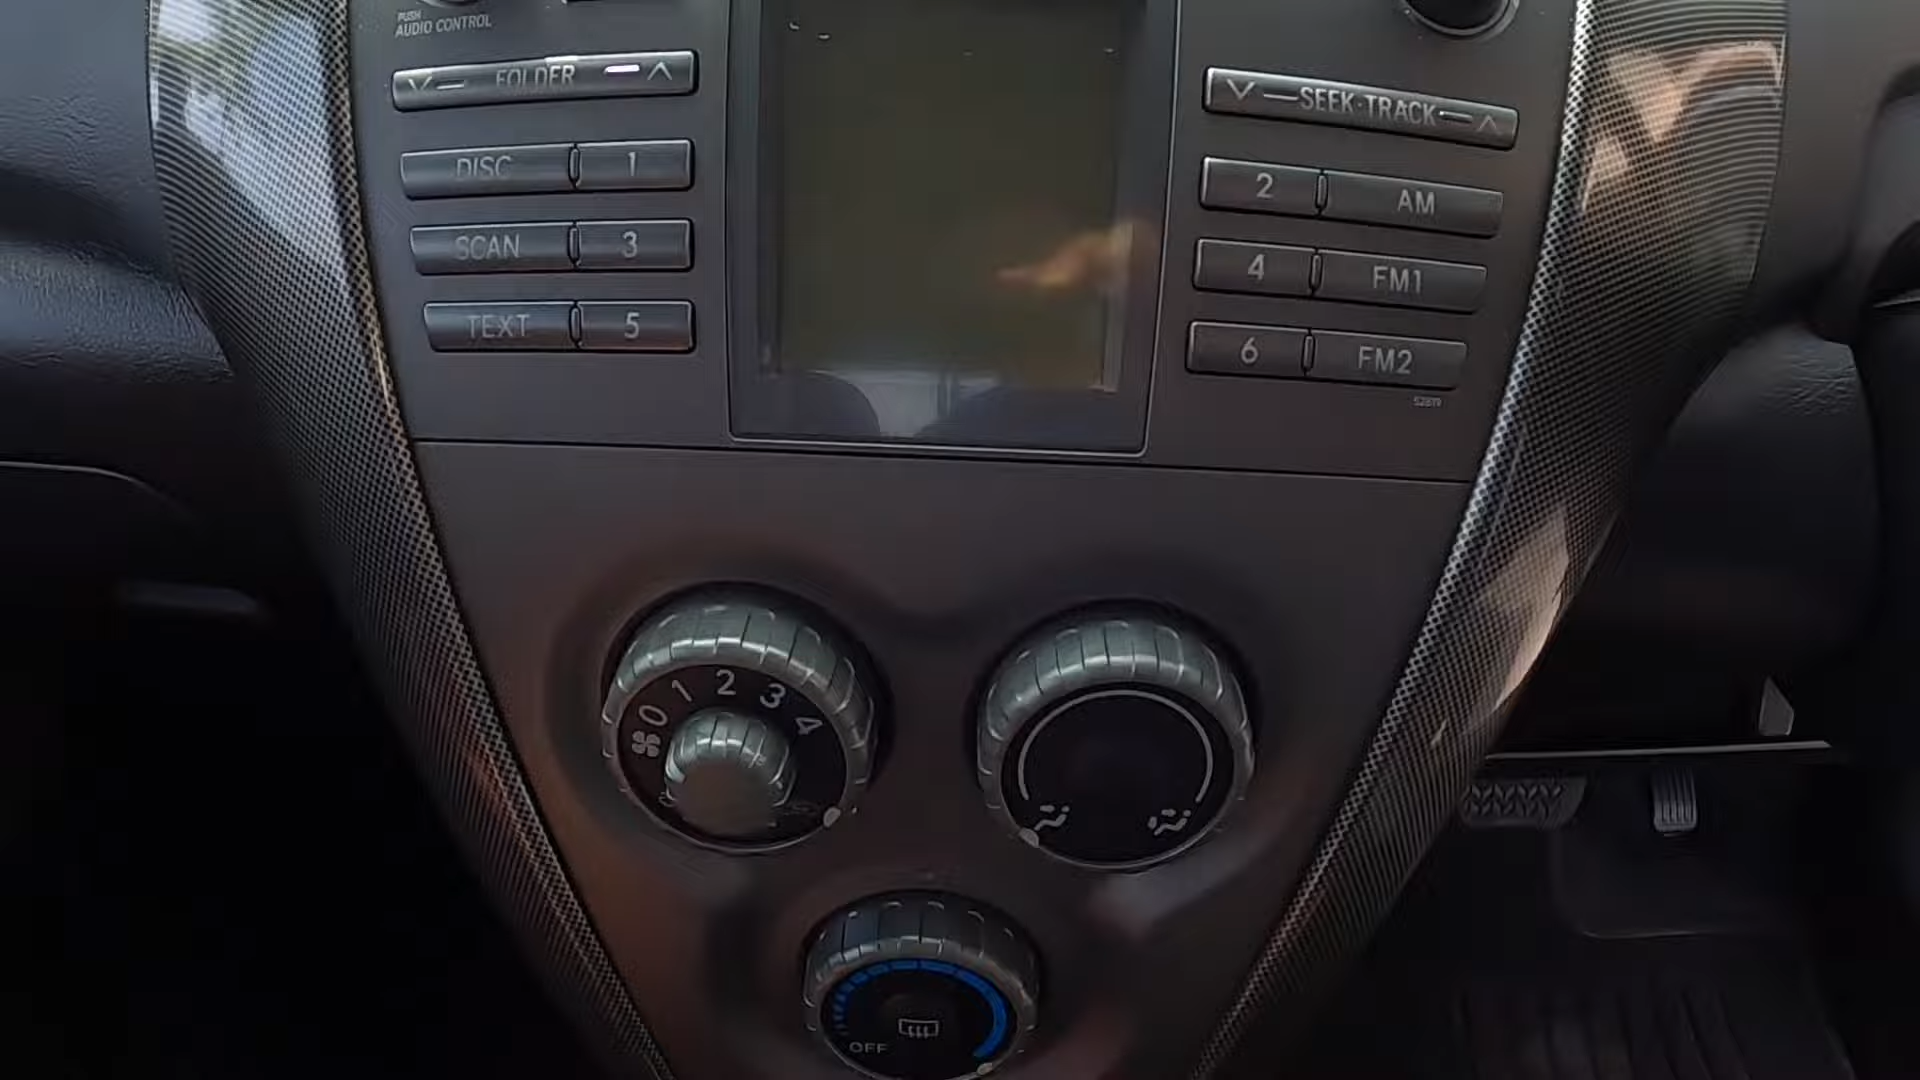 PUSH
AUDIO CONTROL
FOLDER
SEEK·TRACK
DISC 1
2 AM
SCAN 3
4 FM1
TEXT 5
6 FM2
0 1 2 3 4
OFF